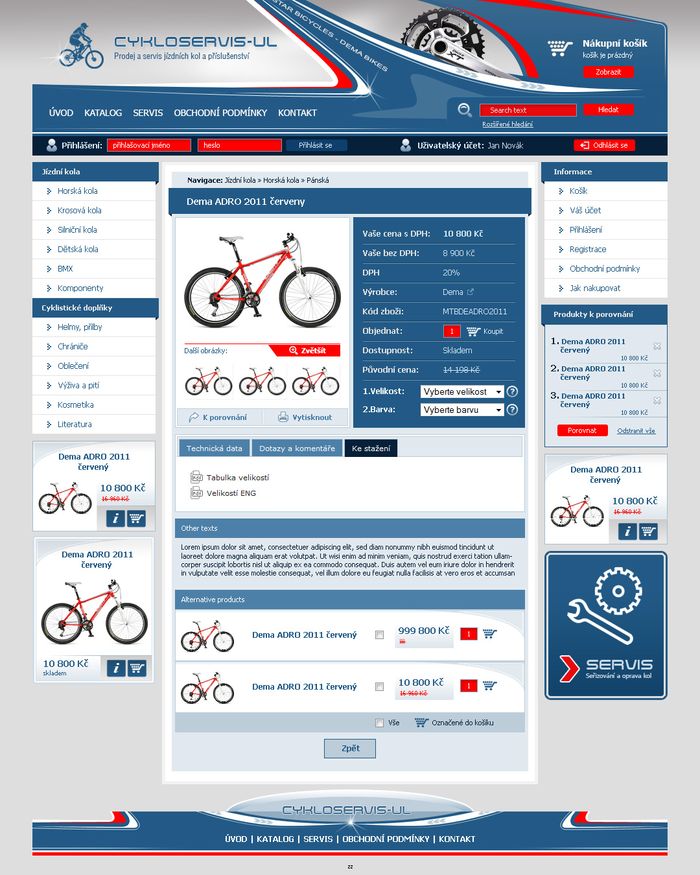 CYKLOSERVIS-UL
Prodej a servis jízdních kol a příslušenství
STAR BICYCLES - DEMA BIKES
Nákupní košík
košík je prázdný
Zobrazit
ÚVOD KATALOG SERVIS OBCHODNÍ PODMÍNKY KONTAKT
Search text Hledat
Rozšířené hledání
Přihlášení: přihlašovací jméno heslo Přihlásit se Uživatelský účet: Jan Novák Odhlásit se
Jízdní kola
Horská kola
Krosová kola
Silniční kola
Dětská kola
BMX
Komponenty
Cyklistické doplňky
Helmy, přilby
Chrániče
Oblečení
Výživa a pití
Kosmetika
Literatura
Dema ADRO 2011
červený
10 800 Kč
16 960 Kč
Dema ADRO 2011
červený
10 800 Kč
skladem
Navigace: Jízdní kola » Horská kola » Pánská
Dema ADRO 2011 červeny
Další obrázky: Zvětšit
K porovnání Vytisknout
Vaše cena s DPH: 10 800 Kč
Vaše bez DPH: 8 900 Kč
DPH 20%
Výrobce: Dema
Kód zboží: MTBDEADRO2011
Objednat: 1 Koupit
Dostupnost: Skladem
Původní cena: 14 198 Kč
1.Velikost: Vyberte velikost ?
2.Barva: Vyberte barvu ?
Technická data Dotazy a komentáře Ke stažení
Tabulka velikostí
Velikosti ENG
Other texts
Lorem ipsum dolor sit amet, consectetuer adipiscing elit, sed diam nonummy nibh euismod tincidunt ut
laoreet dolore magna aliquam erat volutpat. Ut wisi enim ad minim veniam, quis nostrud exerci tation ullam-
corper suscipit lobortis nisl ut aliquip ex ea commodo consequat. Duis autem vel eum iriure dolor in hendrerit
in vulputate velit esse molestie consequat, vel illum dolore eu feugiat nulla facilisis at vero eros et accumsan
Alternative products
Dema ADRO 2011 červený 999 800 Kč 1
Dema ADRO 2011 červený 10 800 Kč 1
16 960 Kč
Vše Označené do košíku
Zpět
Informace
Košík
Váš účet
Přihlášení
Registrace
Obchodní podmínky
Jak nakupovat
Produkty k porovnání
1. Dema ADRO 2011
červený
10 800 Kč
2. Dema ADRO 2011
červený
10 800 Kč
3. Dema ADRO 2011
červený
10 800 Kč
Porovnat Odstranit vše
Dema ADRO 2011
červený
10 800 Kč
16 960 Kč
SERVIS
Seřizování a oprava kol
CYKLOSERVIS-UL
ÚVOD | KATALOG | SERVIS | OBCHODNÍ PODMÍNKY | KONTAKT
zz